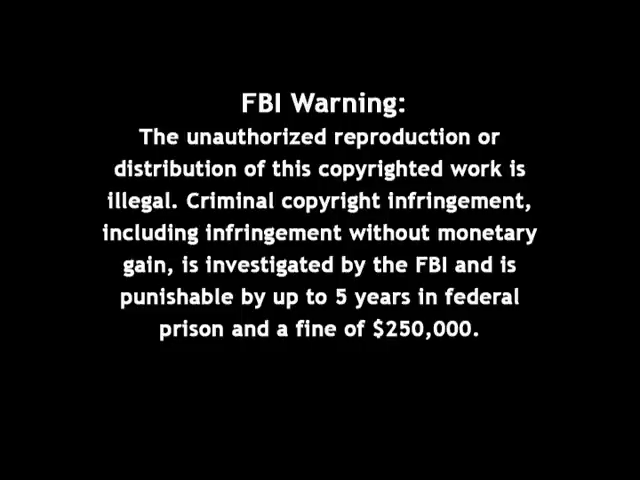 FBI Warning:
The unauthorized reproduction or
distribution of this copyrighted work is
illegal. Criminal copyright infringement,
including infringement without monetary
gain, is investigated by the FBI and is
punishable by up to 5 years in federal
prison and a fine of $250,000.